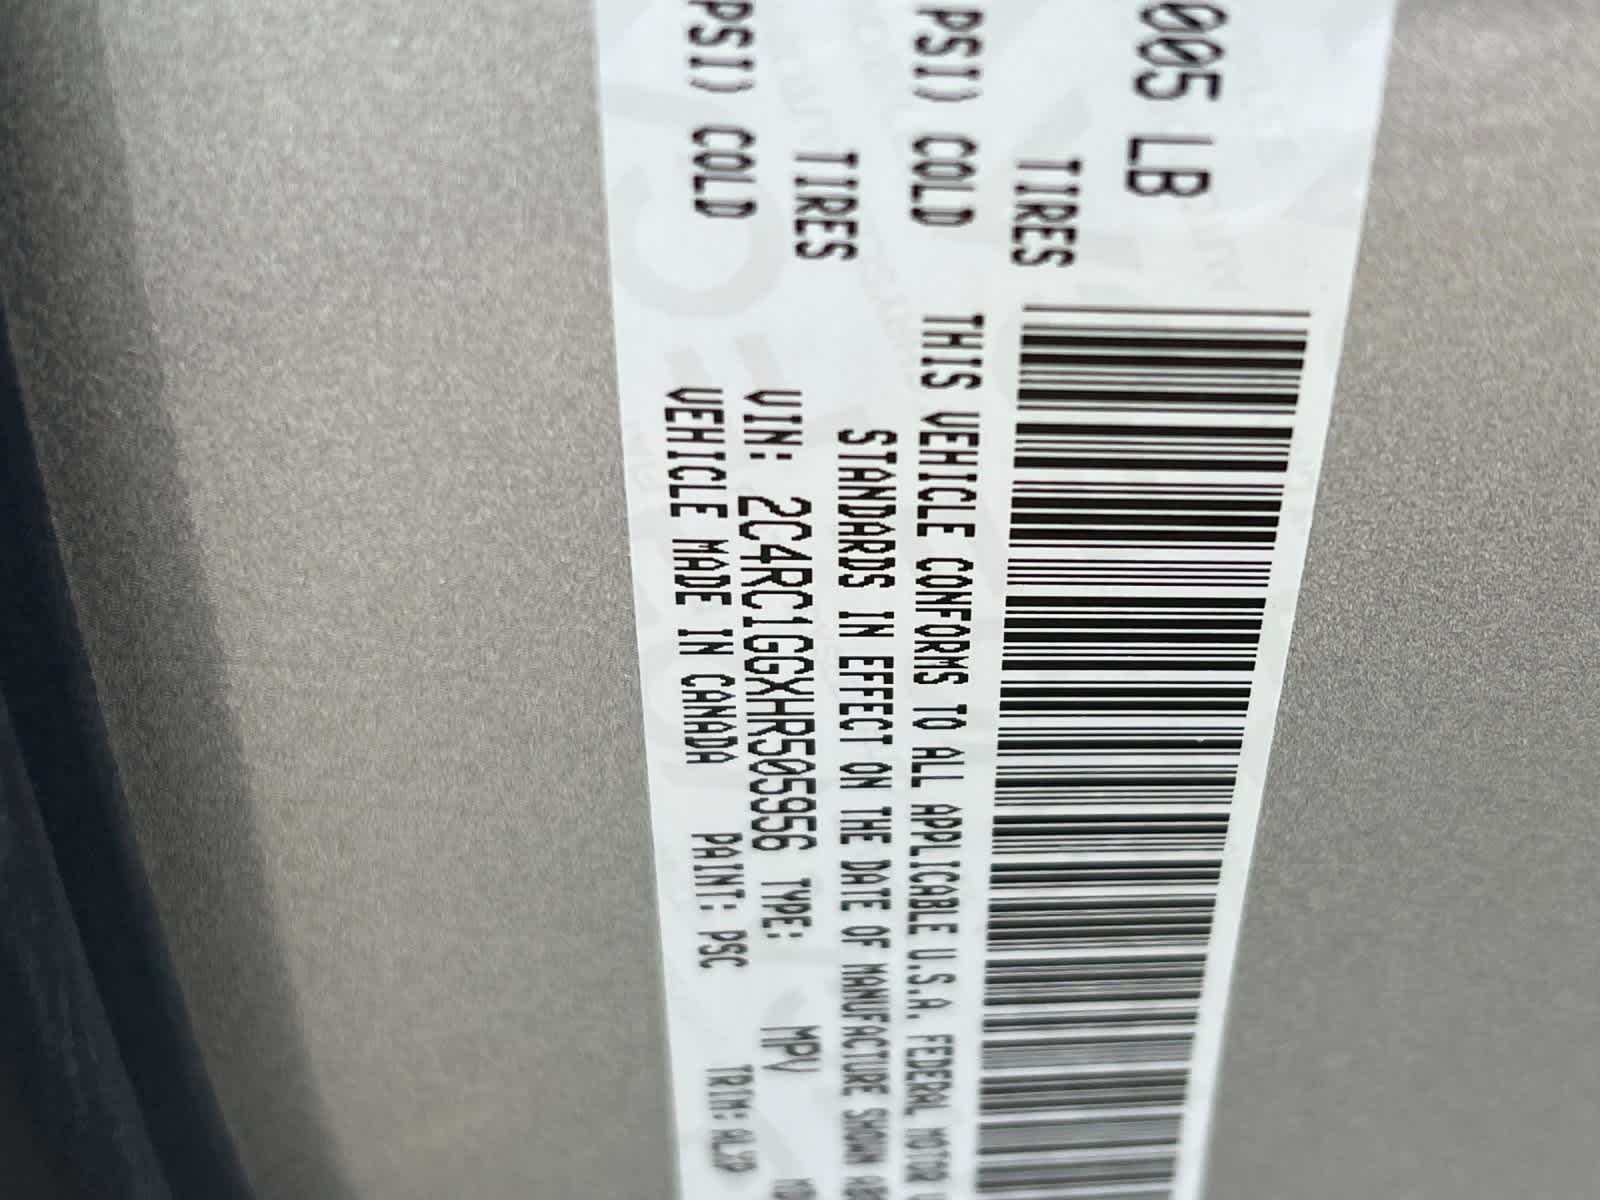 005 LB
TIRES
PSI) COLD
TIRES
PSI) COLD
THIS VEHICLE CONFORMS TO ALL APPLICABLE U.S.A. FEDERAL MOTOR
STANDARDS IN EFFECT ON THE DATE OF MANUFACTURE SHOWN
VIN: 2C4RC1GGXHR505956 TYPE: MPV
VEHICLE MADE IN CANADA PAINT: PSC TRIM: